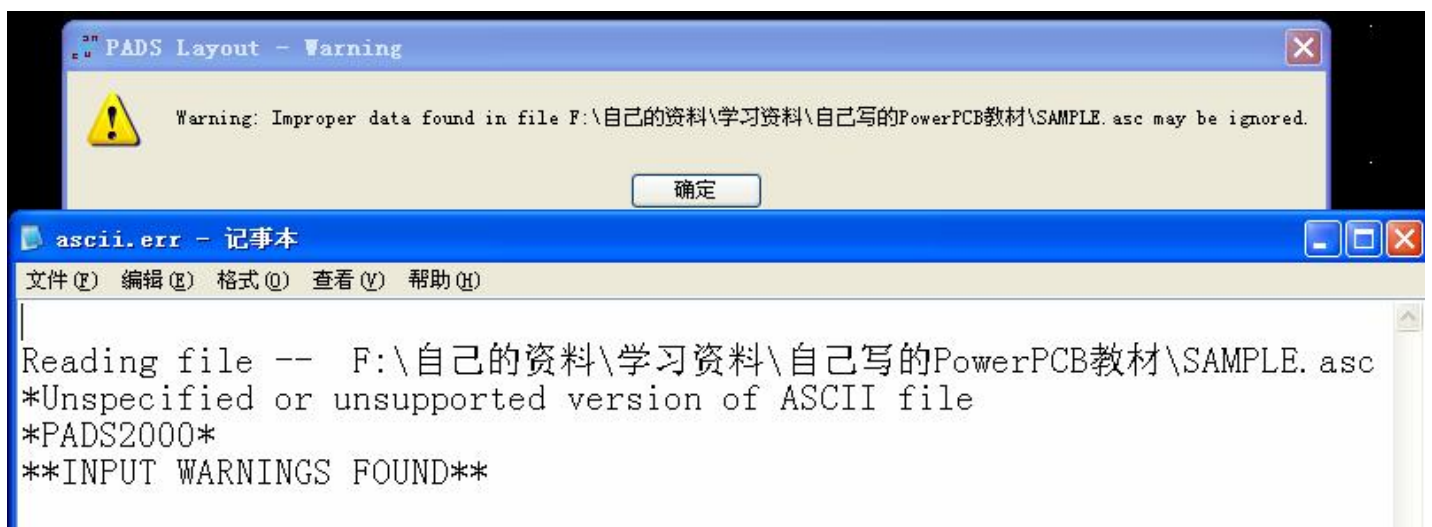 PADS Layout - Warning
Warning: Improper data found in file F:\自己的资料\学习资料\自己写的PowerPCB教材\SAMPLE.asc may be ignored.
确定
ascii.err - 记事本
文件(F) 编辑(E) 格式(O) 查看(V) 帮助(H)
Reading file -- F:\自己的资料\学习资料\自己写的PowerPCB教材\SAMPLE.asc
*Unspecified or unsupported version of ASCII file
*PADS2000*
**INPUT WARNINGS FOUND**